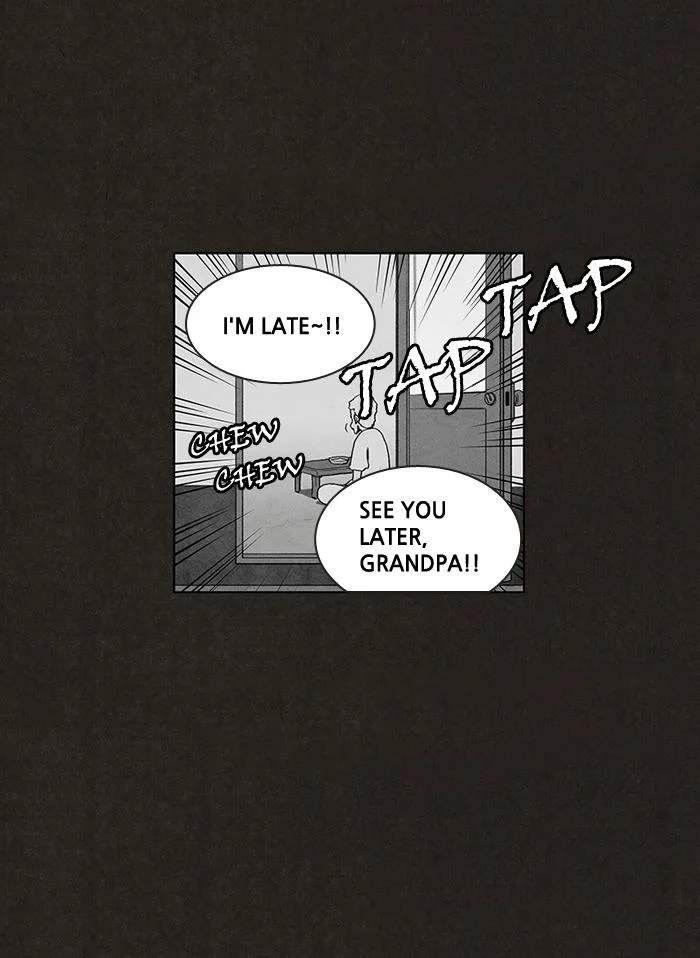 I'M LATE~!!
TAP
TAP
CHEW
CHEW
SEE YOU
LATER,
GRANDPA!!